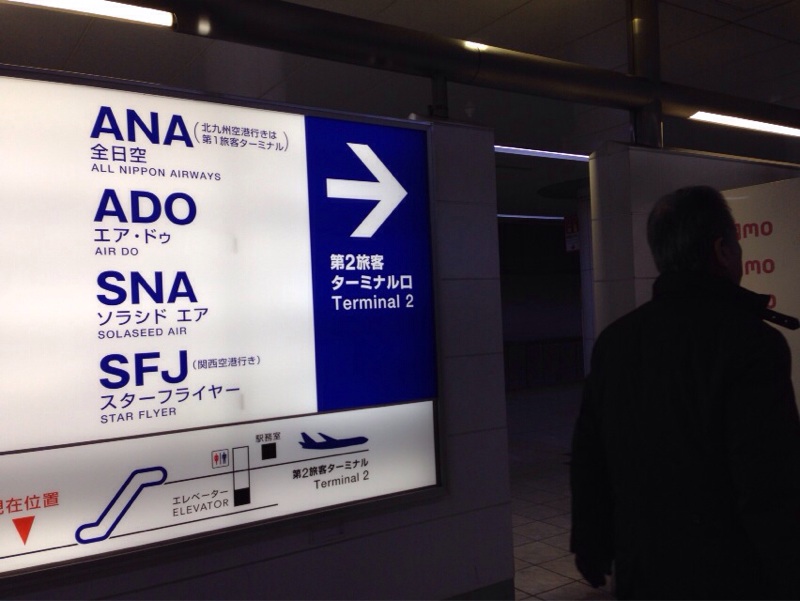 ANA (北九州空港行きは
第1旅客ターミナル)
全日空
ALL NIPPON AIRWAYS
ADO
エア・ドゥ
AIR DO
SNA
ソラシド エア
SOLASEED AIR
SFJ (関西空港行き)
スターフライヤー
STAR FLYER
第2旅客
ターミナル口
Terminal 2
駅務室
第2旅客ターミナル
Terminal 2
エレベーター
ELEVATOR
現在位置